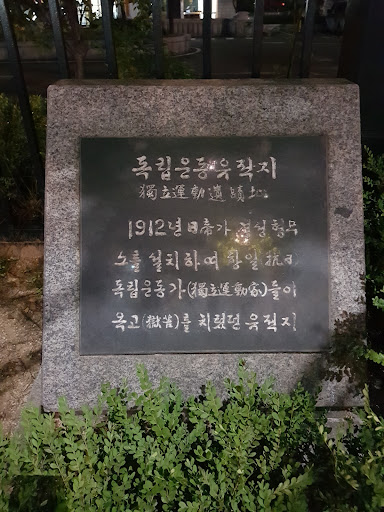 독립운동유적지
獨立運動遺蹟地
1912년 日帝가 경성형무
소를 설치하여 항일(抗日)
독립운동가(獨立運動家)들이
옥고(獄苦)를 치렀던 유적지